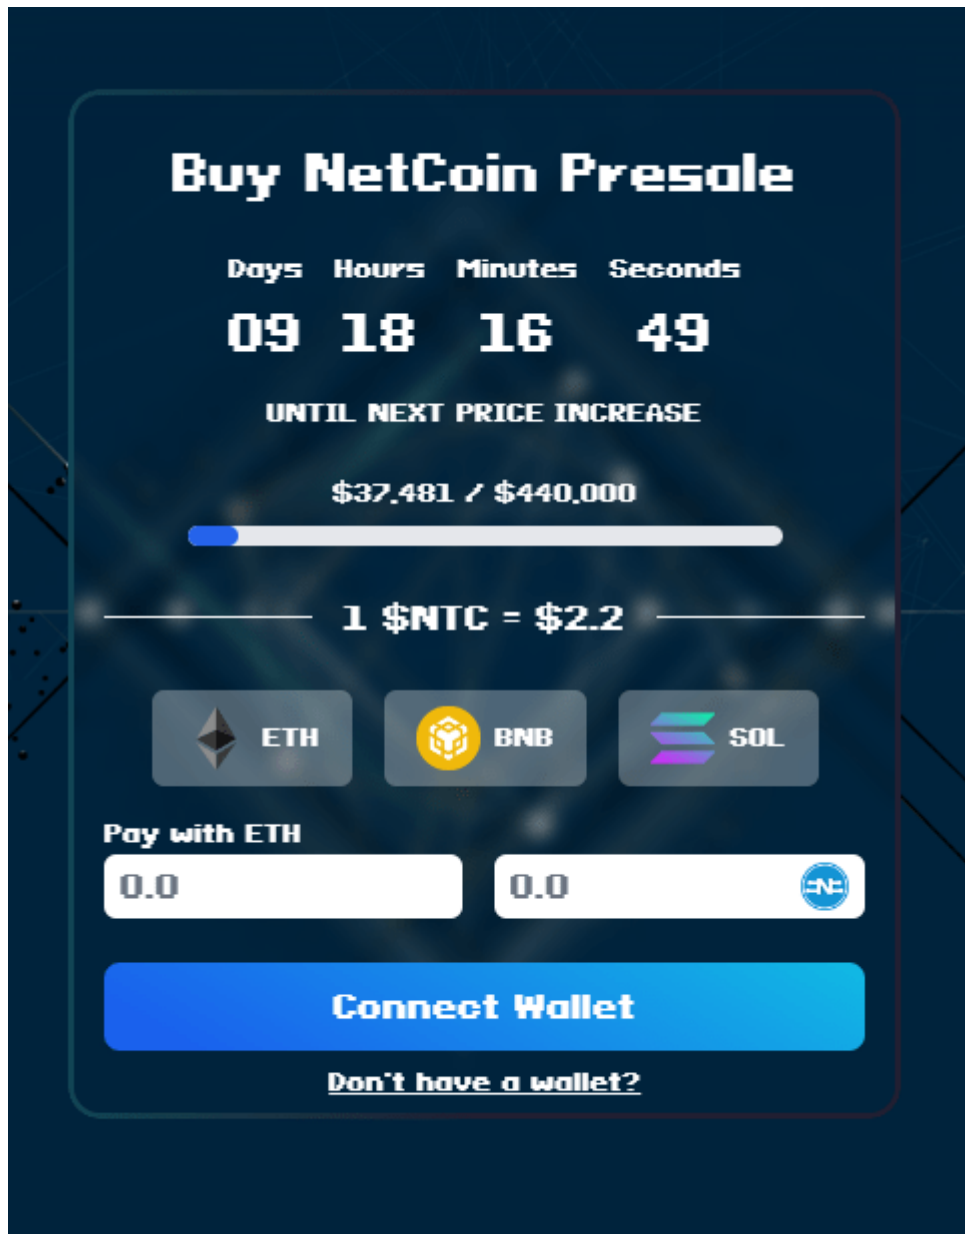 Buy NetCoin Presale
Days Hours Minutes Seconds
09 18 16 49
UNTIL NEXT PRICE INCREASE
$37,481 / $440,000
1 $NTC = $2.2
ETH BNB SOL
Pay with ETH
0.0 0.0 N
Connect Wallet
Don't have a wallet?